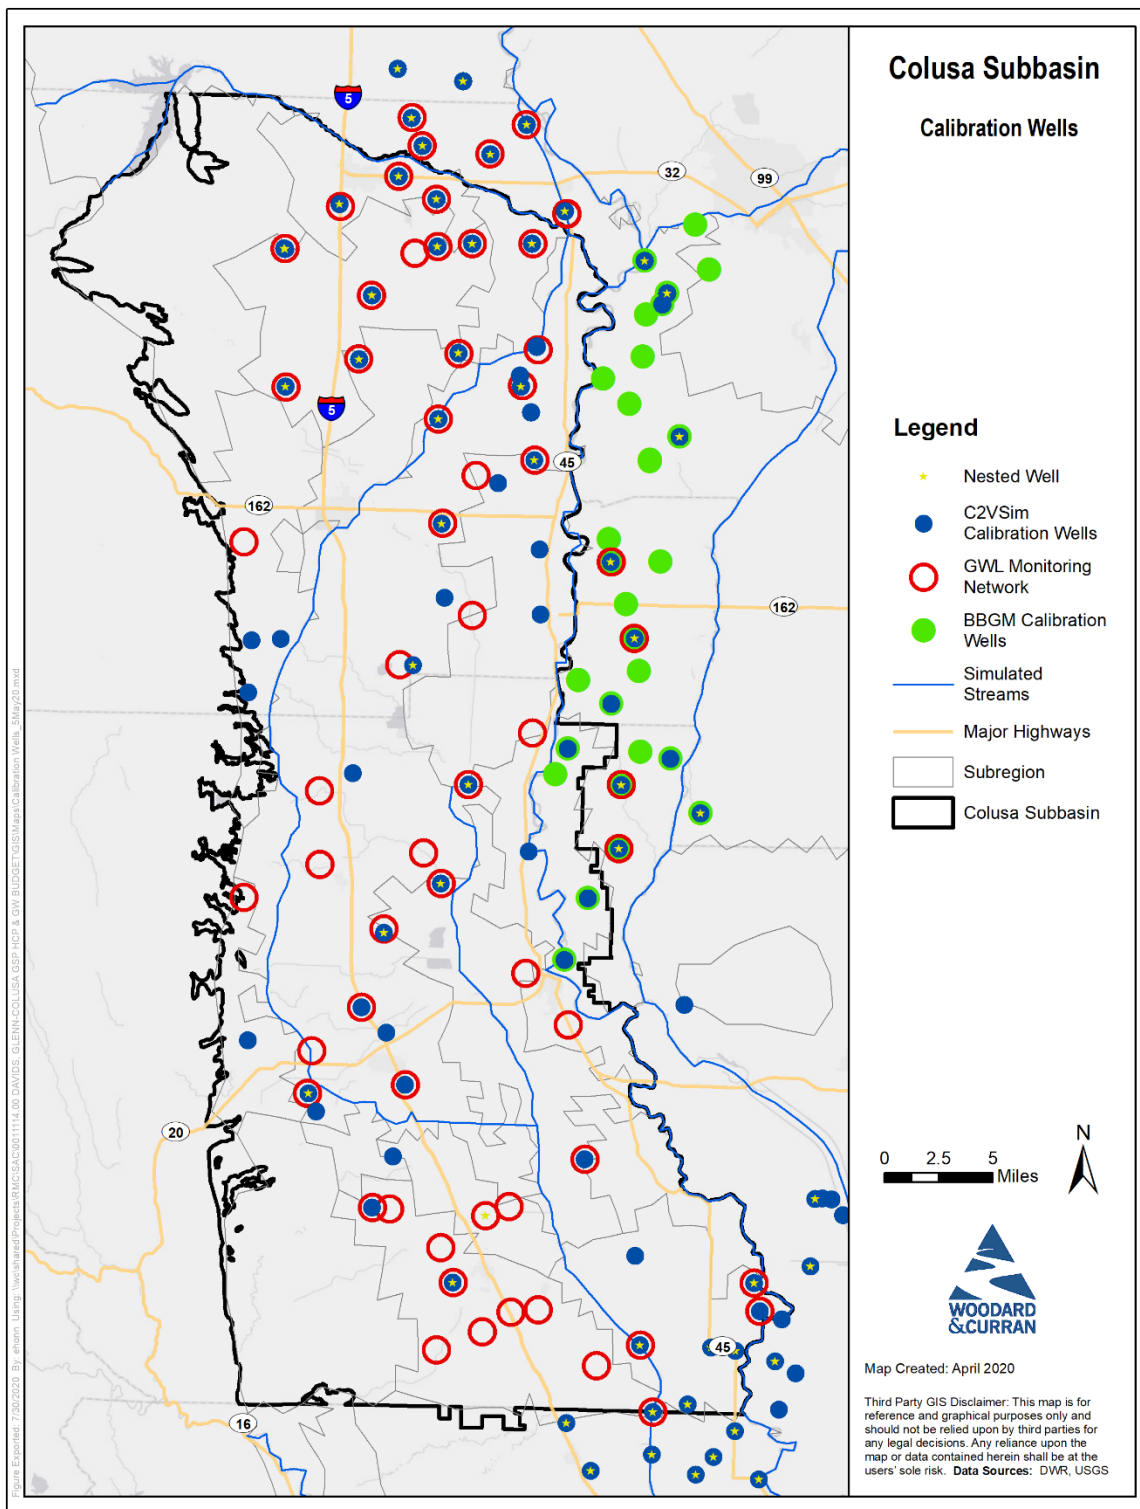 Colusa Subbasin
Calibration Wells
5
32
99
5
45
162
162
20
16
45
Legend
Nested Well
C2VSim
Calibration Wells
GWL Monitoring
Network
BBGM Calibration
Wells
Simulated
Streams
Major Highways
Subregion
Colusa Subbasin
N
0 2.5 5
Miles
WOODARD
&CURRAN
Map Created: April 2020
Third Party GIS Disclaimer: This map is for
reference and graphical purposes only and
should not be relied upon by third parties for
any legal decisions. Any reliance upon the
map or data contained herein shall be at the
users' sole risk. Data Sources: DWR, USGS